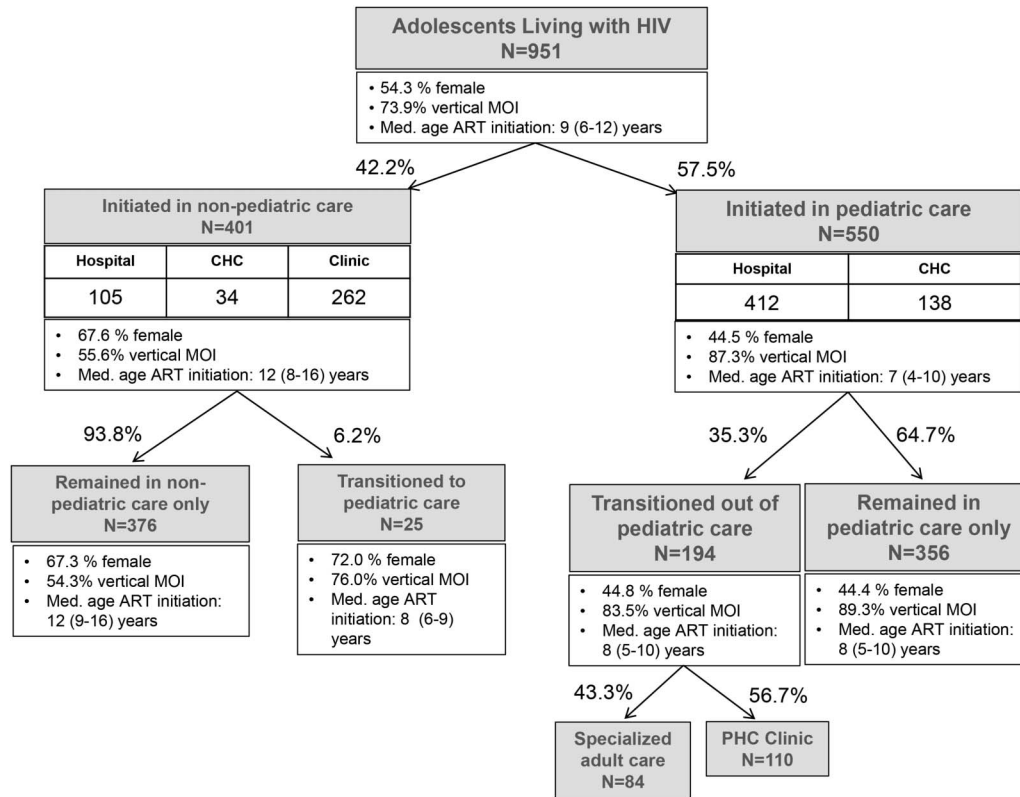 Adolescents Living with HIV
N=951
• 54.3 % female
• 73.9% vertical MOI
• Med. age ART initiation: 9 (6-12) years
42.2%
57.5%
Initiated in non-pediatric care
N=401
Hospital CHC Clinic
105 34 262
• 67.6 % female
• 55.6% vertical MOI
• Med. age ART initiation: 12 (8-16) years
Initiated in pediatric care
N=550
Hospital CHC
412 138
• 44.5 % female
• 87.3% vertical MOI
• Med. age ART initiation: 7 (4-10) years
93.8%
6.2%
35.3%
64.7%
Remained in non-
pediatric care only
N=376
• 67.3 % female
• 54.3% vertical MOI
• Med. age ART initiation:
12 (9-16) years
Transitioned to
pediatric care
N=25
• 72.0 % female
• 76.0% vertical MOI
• Med. age ART
initiation: 8 (6-9)
years
Transitioned out of
pediatric care
N=194
• 44.8 % female
• 83.5% vertical MOI
• Med. age ART initiation:
8 (5-10) years
Remained in
pediatric care only
N=356
• 44.4 % female
• 89.3% vertical MOI
• Med. age ART initiation:
8 (5-10) years
43.3%
56.7%
Specialized
adult care
N=84
PHC Clinic
N=110